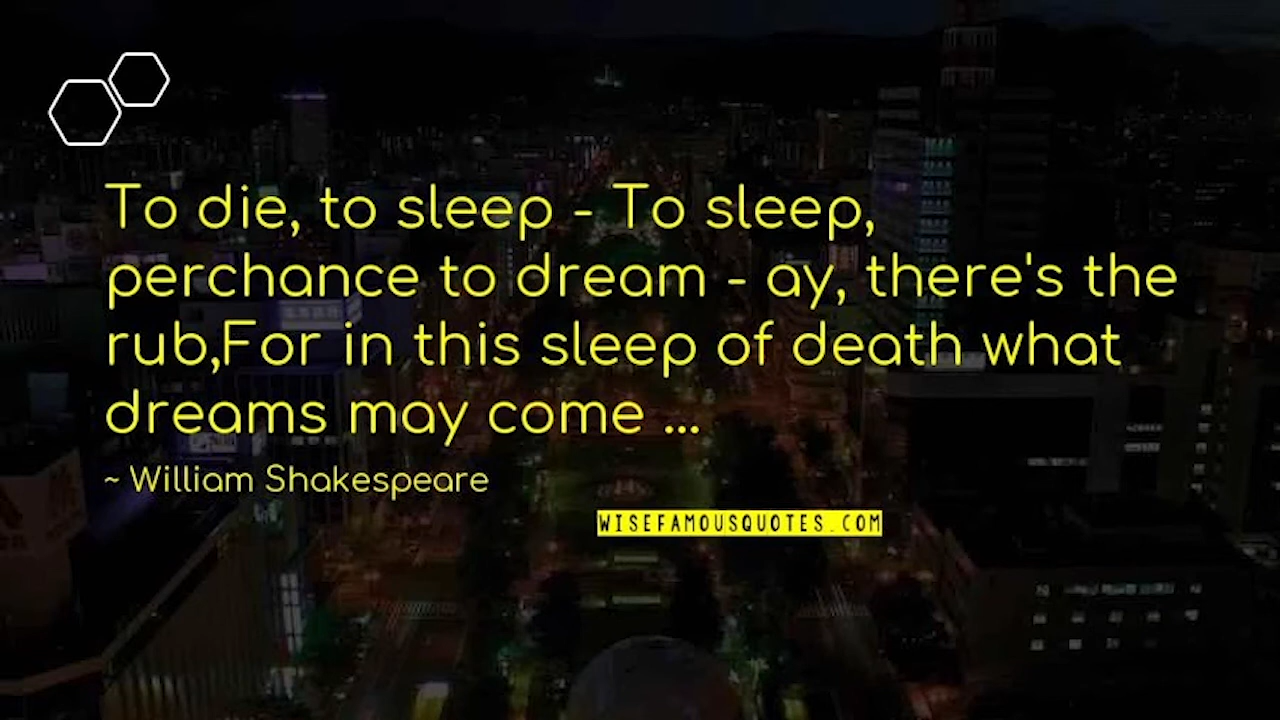 To die, to sleep - To sleep,
perchance to dream - ay, there's the
rub,For in this sleep of death what
dreams may come ...
~ William Shakespeare
WISEFAMOUSQUOTES.COM